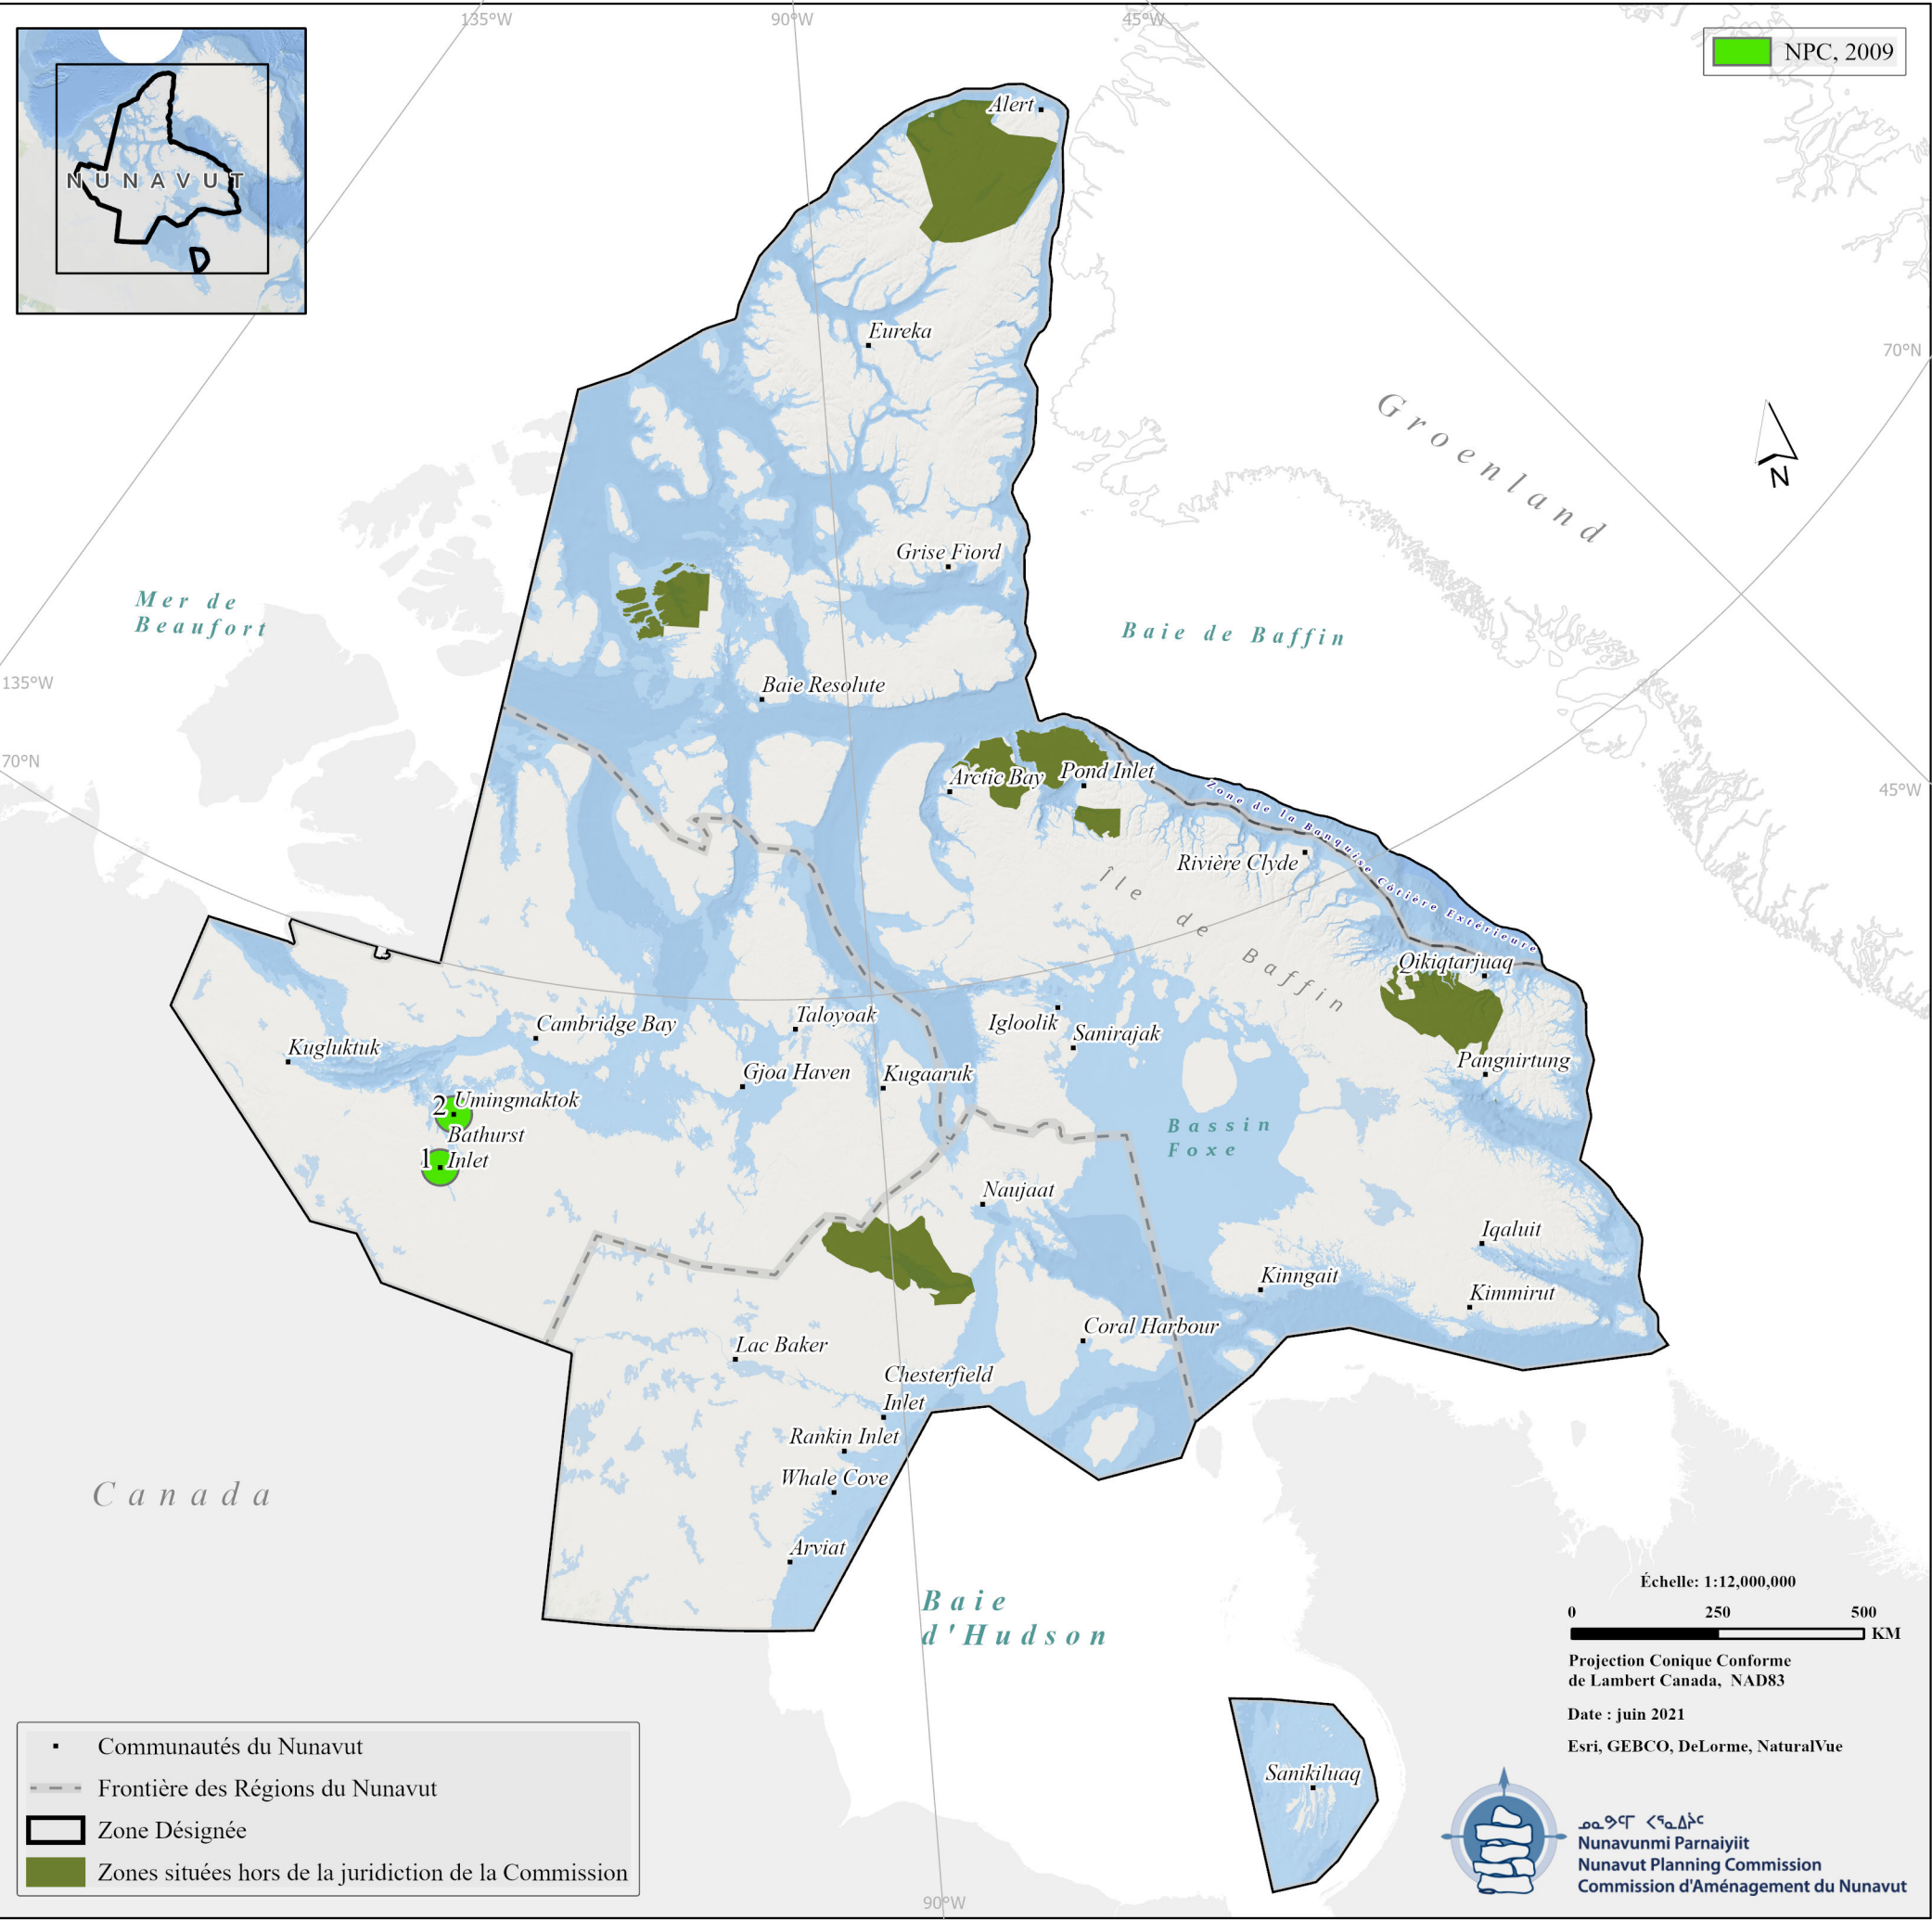 135°W
90°W
45°W
NPC, 2009
NUNAVUT
Alert
Eureka
70°N
Groenland
N
Grise Fiord
Mer de
Beaufort
Baie de Baffin
135°W
Baie Resolute
70°N
45°W
Arctic Bay
Pond Inlet
Zone de la Banquise Côtière Extérieure
Rivière Clyde
Île de Baffin
Qikiqtarjuaq
Cambridge Bay
Taloyoak
Igloolik
Sanirajak
Kugluktuk
Gjoa Haven
Kugaaruk
Pangnirtung
2
Umingmaktok
Bathurst
1
Inlet
Bassin
Foxe
Naujaat
Iqaluit
Kinngait
Kimmirut
Coral Harbour
Lac Baker
Chesterfield
Inlet
Rankin Inlet
Whale Cove
Canada
Arviat
Baie
d'Hudson
Échelle: 1:12,000,000
0 250 500
KM
Projection Conique Conforme
de Lambert Canada, NAD83
Date : juin 2021
Esri, GEBCO, DeLorme, NaturalVue
Sanikiluaq
Communautés du Nunavut
Frontière des Régions du Nunavut
Zone Désignée
Zones situées hors de la juridiction de la Commission
90°W
ᓄᓇᕗᒻᒥ ᐸᕐᓇᐃᔩᑦ
Nunavunmi Parnaiyiit
Nunavut Planning Commission
Commission d'Aménagement du Nunavut